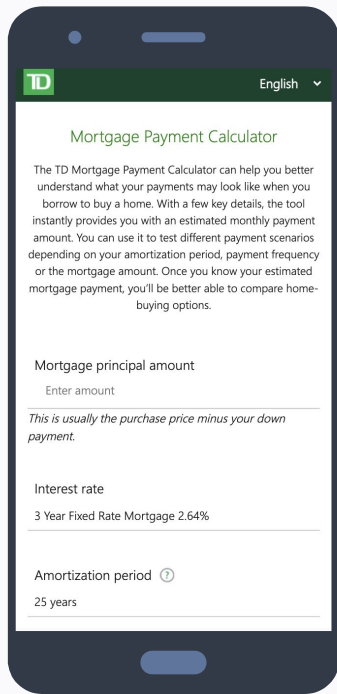 TD
English
Mortgage Payment Calculator
The TD Mortgage Payment Calculator can help you better
understand what your payments may look like when you
borrow to buy a home. With a few key details, the tool
instantly provides you with an estimated monthly payment
amount. You can use it to test different payment scenarios
depending on your amortization period, payment frequency
or the mortgage amount. Once you know your estimated
mortgage payment, you’ll be better able to compare home-
buying options.
Mortgage principal amount
Enter amount
This is usually the purchase price minus your down
payment.
Interest rate
3 Year Fixed Rate Mortgage 2.64%
Amortization period ?
25 years